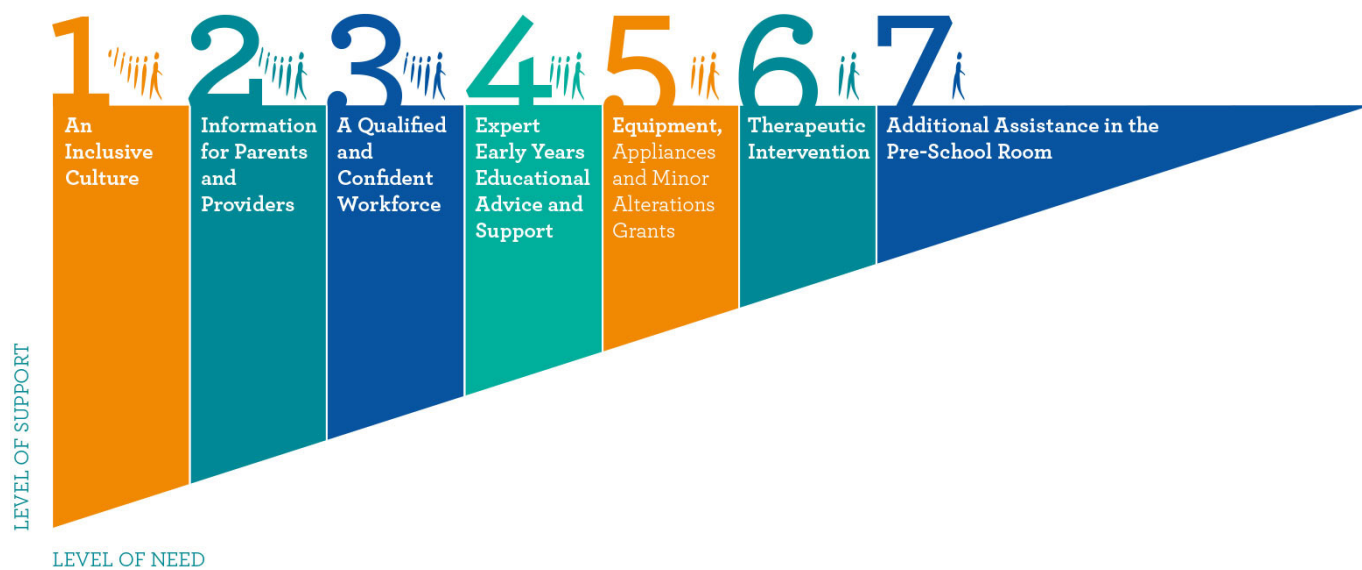 1
An
Inclusive
Culture
2
Information
for Parents
and
Providers
3
A Qualified
and
Confident
Workforce
4
Expert
Early Years
Educational
Advice and
Support
5
Equipment,
Appliances
and Minor
Alterations
Grants
6
Therapeutic
Intervention
7
Additional Assistance in the
Pre-School Room
LEVEL OF SUPPORT
LEVEL OF NEED